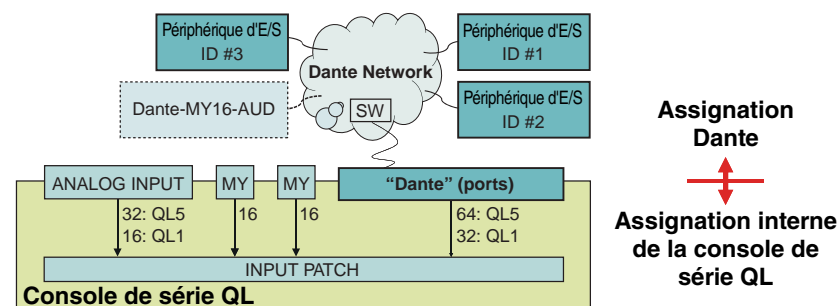 Périphérique d'E/S
ID #3
Périphérique d'E/S
ID #1
Dante Network
Dante-MY16-AUD
SW
Périphérique d'E/S
ID #2
Assignation
Dante
ANALOG INPUT
MY
MY
“Dante” (ports)
32: QL5
16: QL1
16
16
64: QL5
32: QL1
Assignation interne
de la console de
série QL
INPUT PATCH
Console de série QL